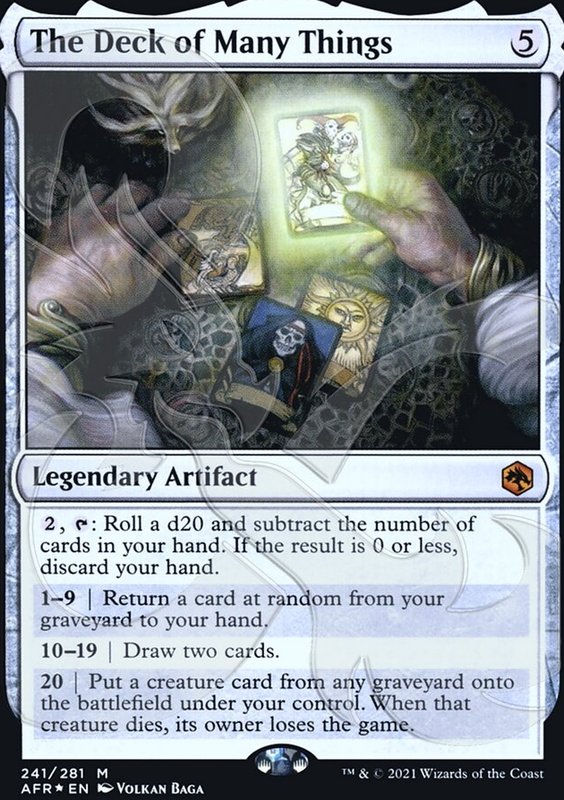 The Deck of Many Things 5
Legendary Artifact
2, : Roll a d20 and subtract the number of
cards in your hand. If the result is 0 or less,
discard your hand.
1–9 | Return a card at random from your
graveyard to your hand.
10–19 | Draw two cards.
20 | Put a creature card from any graveyard onto
the battlefield under your control. When that
creature dies, its owner loses the game.
241/281 M
AFR★EN VOLKAN BAGA
™ & © 2021 Wizards of the Coast